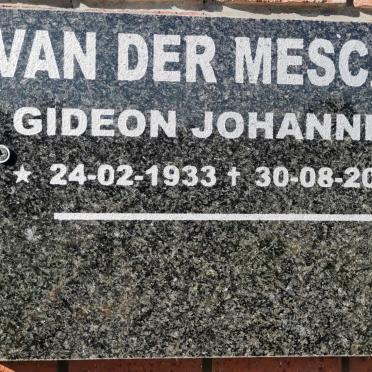 VAN DER MESC
GIDEON JOHANN
★ 24-02-1933 ✝ 30-08-20